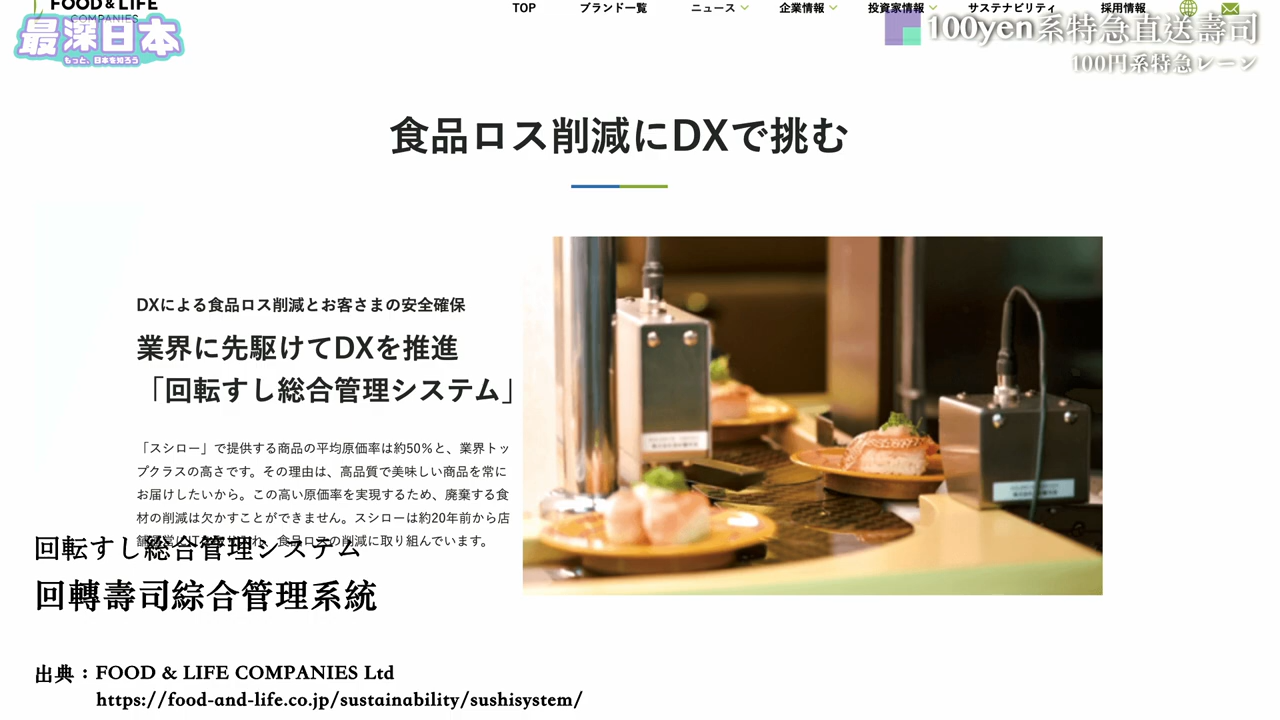 FOOD & LIFE
COMPANIES
TOP ブランド一覧 ニュース 企業情報 投資家情報 サステナビリティ 採用情報
最深日本
もっと、日本を知ろう
100yen系特急直送壽司
100円系特急レーン
食品ロス削減にDXで挑む
DXによる食品ロス削減とお客さまの安全確保
業界に先駆けてDXを推進
「回転すし総合管理システム」
「スシロー」で提供する商品の平均原価率は約50%と、業界トッ
プクラスの高さです。その理由は、高品質で美味しい商品を常に
お届けしたいから。この高い原価率を実現するため、廃棄する食
材の削減は欠かすことができません。スシローは約20年前から店
食品ロスの削減に取り組んでいます。
回転すし総合管理システム
回轉壽司綜合管理系統
出典：FOOD & LIFE COMPANIES Ltd
https://food-and-life.co.jp/sustainability/sushisystem/